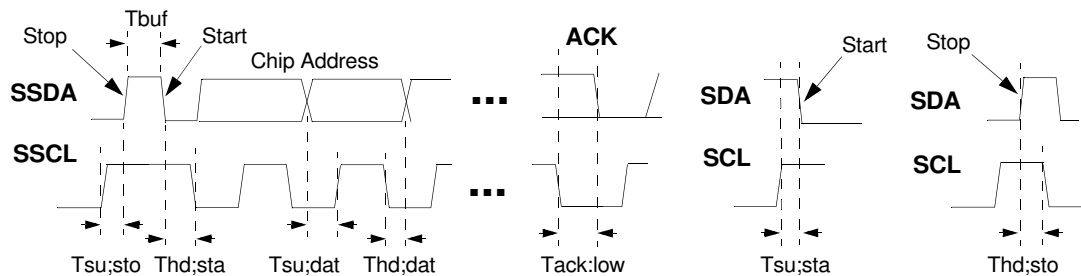 Tbuf
Stop
Start
ACK
Chip Address
Start
Stop
SSDA
...
SDA
SDA
SSCL
...
SCL
SCL
Tsu;sto
Thd;sta
Tsu;dat
Thd;dat
Tack:low
Tsu;sta
Thd;sto